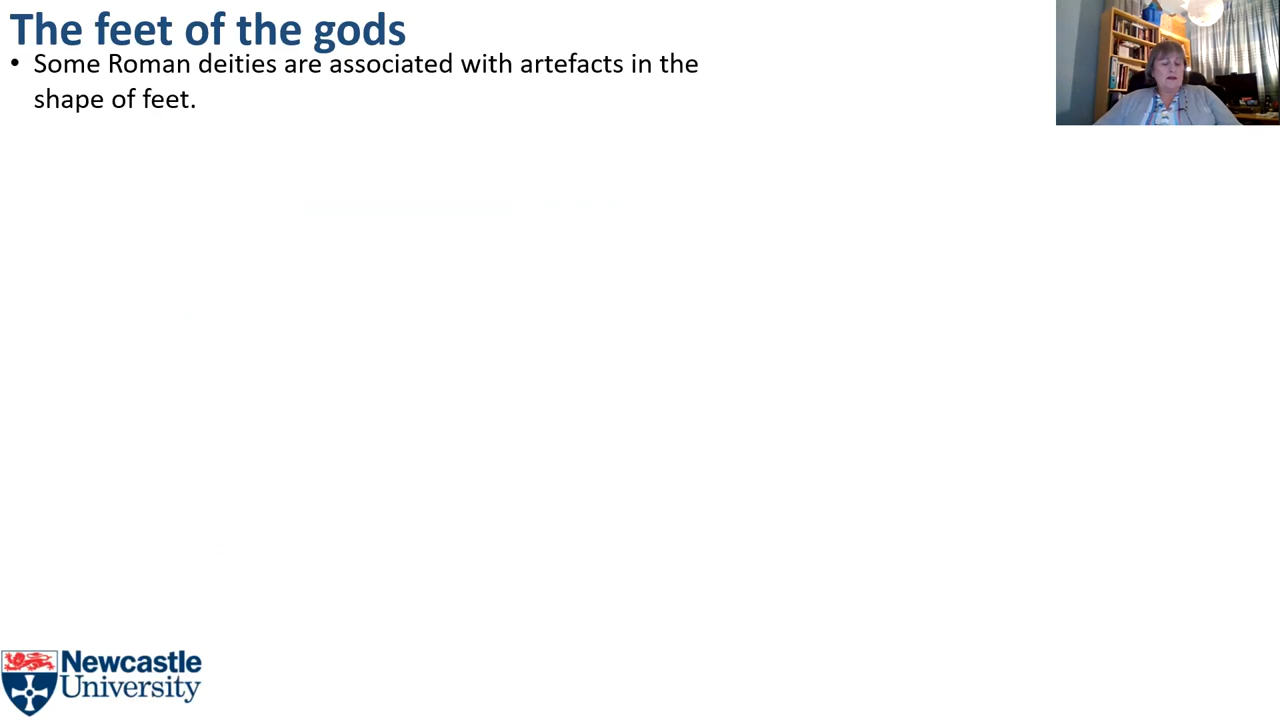 The feet of the gods
• Some Roman deities are associated with artefacts in the
shape of feet.
Newcastle
University